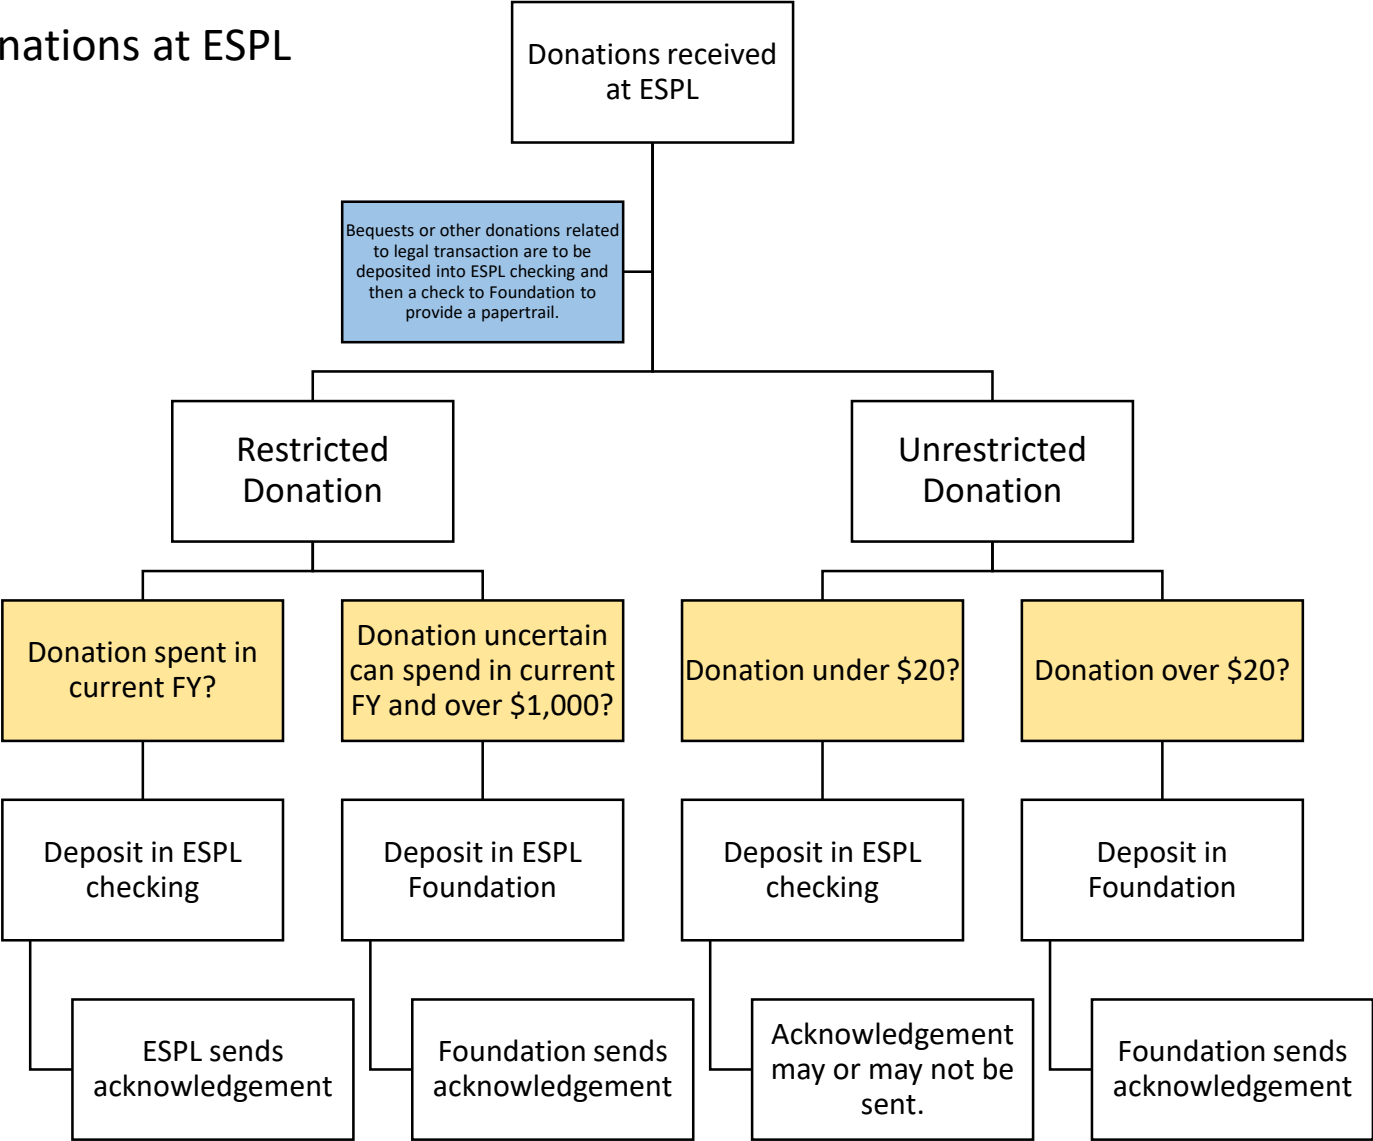 nations at ESPL
Donations received
at ESPL
Bequests or other donations related
to legal transaction are to be
deposited into ESPL checking and
then a check to Foundation to
provide a papertrail.
Restricted
Donation
Unrestricted
Donation
Donation spent in
current FY?
Donation uncertain
can spend in current
FY and over $1,000?
Donation under $20?
Donation over $20?
Deposit in ESPL
checking
Deposit in ESPL
Foundation
Deposit in ESPL
checking
Deposit in
Foundation
ESPL sends
acknowledgement
Foundation sends
acknowledgement
Acknowledgement
may or may not be
sent.
Foundation sends
acknowledgement